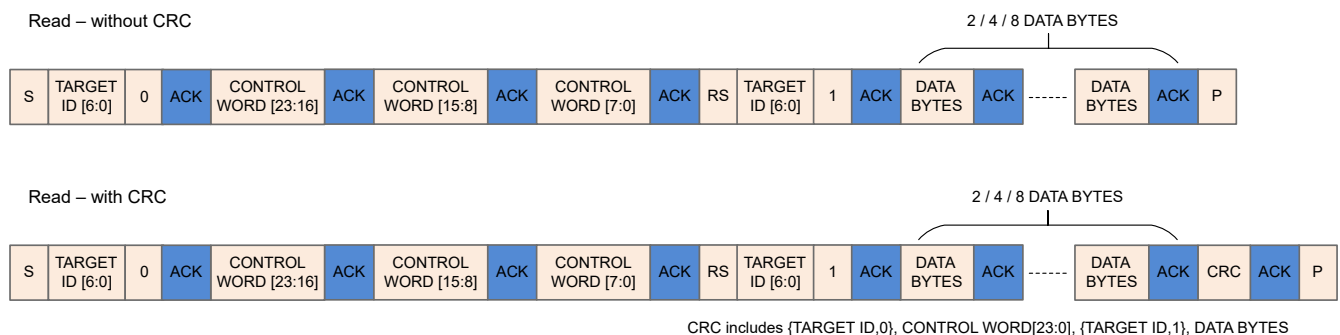 Read – without CRC
2 / 4 / 8 DATA BYTES
S TARGET ID [6:0] 0 ACK CONTROL WORD [23:16] ACK CONTROL WORD [15:8] ACK CONTROL WORD [7:0] ACK RS TARGET ID [6:0] 1 ACK DATA BYTES ACK DATA BYTES ACK P
Read – with CRC
2 / 4 / 8 DATA BYTES
S TARGET ID [6:0] 0 ACK CONTROL WORD [23:16] ACK CONTROL WORD [15:8] ACK CONTROL WORD [7:0] ACK RS TARGET ID [6:0] 1 ACK DATA BYTES ACK DATA BYTES ACK CRC ACK P
CRC includes {TARGET ID,0}, CONTROL WORD[23:0], {TARGET ID,1}, DATA BYTES